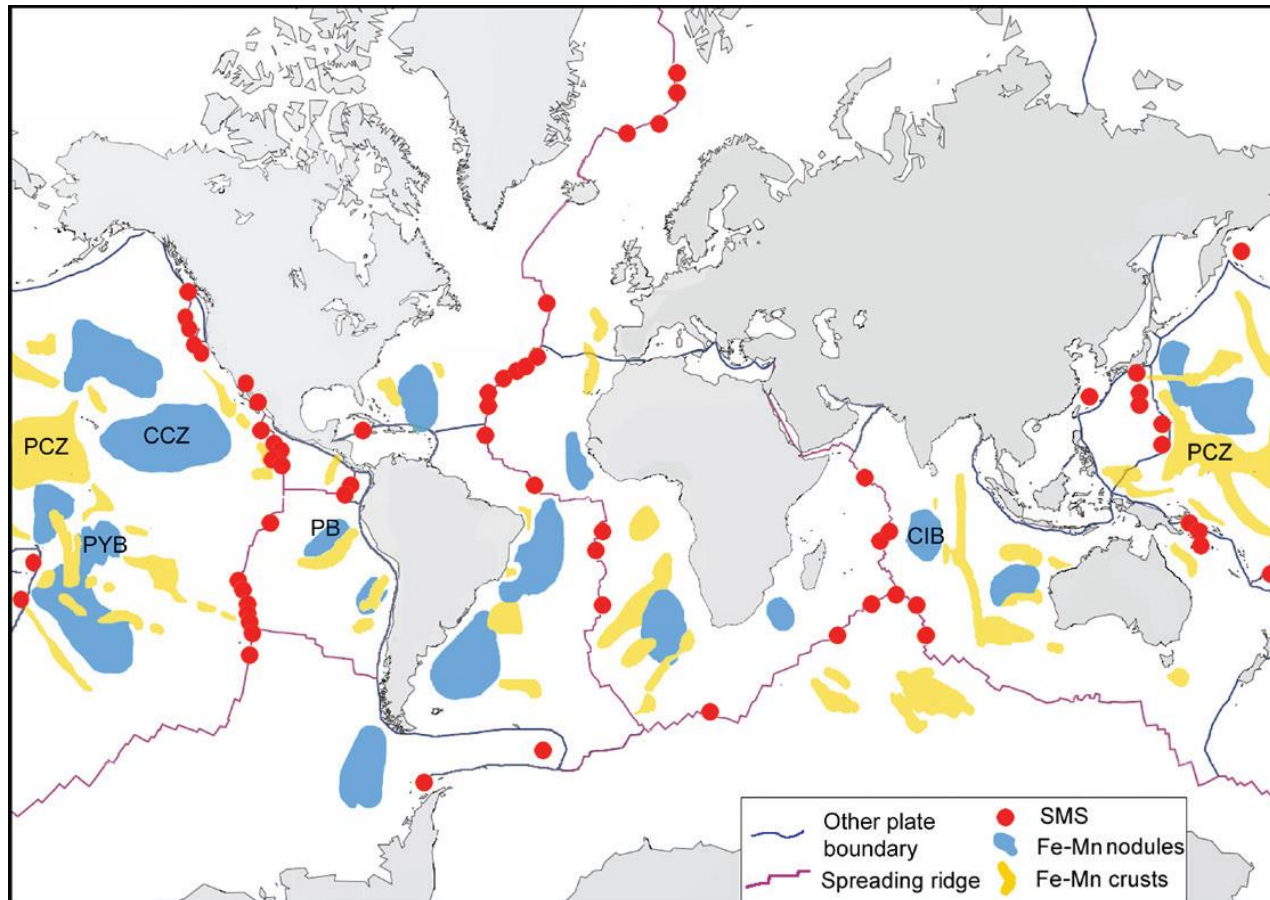 PCZ
CCZ
PYB
PB
CIB
PCZ
Other plate
boundary
Spreading ridge
SMS
Fe-Mn nodules
Fe-Mn crusts